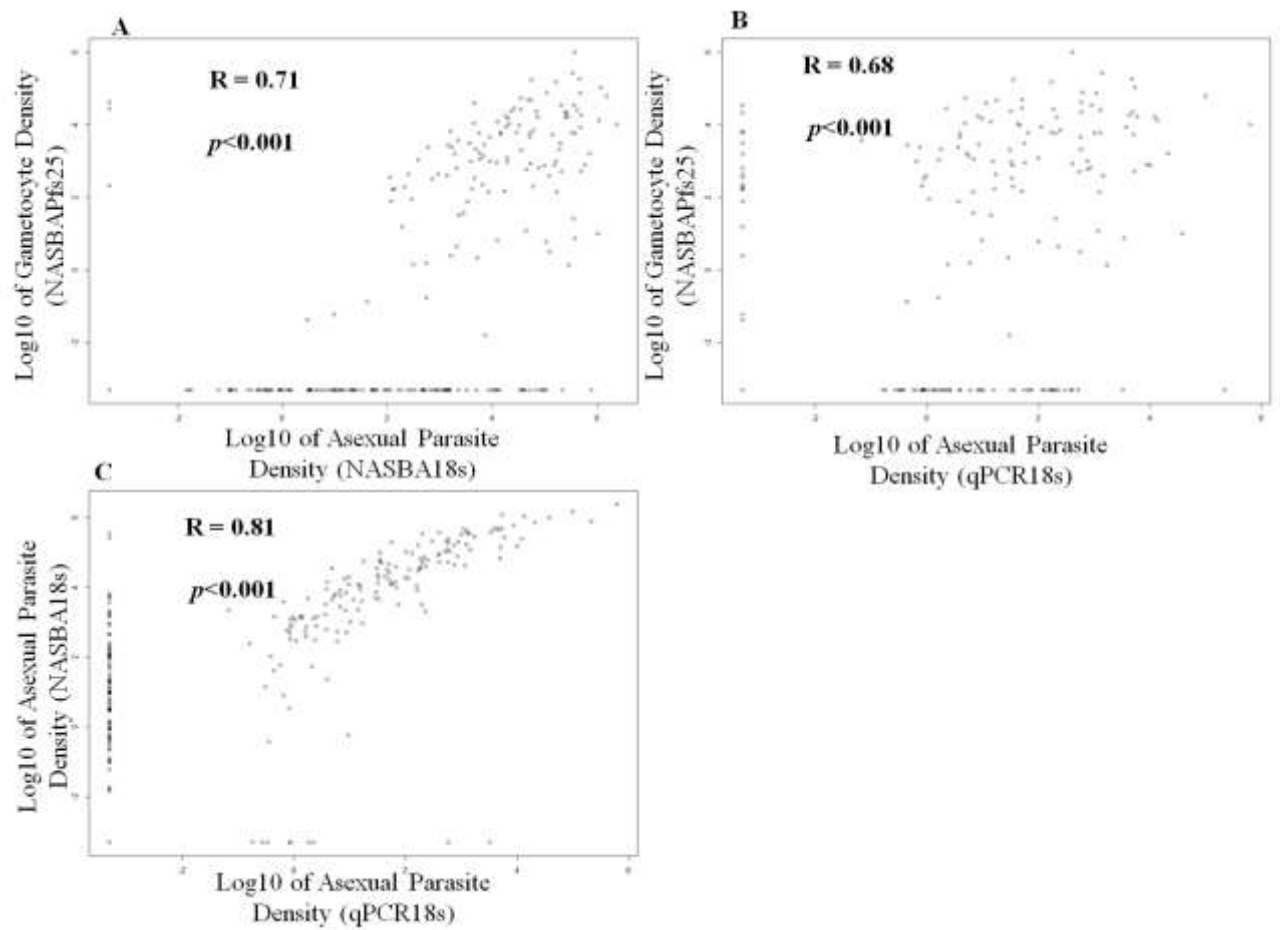 A
R = 0.71
p<0.001
Log10 of Gametocyte Density
(NASBAPfs25)
Log10 of Asexual Parasite
Density (NASBA18s)
B
R = 0.68
p<0.001
Log10 of Gametocyte Density
(NASBAPfs25)
Log10 of Asexual Parasite
Density (qPCR18s)
C
R = 0.81
p<0.001
Log10 of Asexual Parasite
Density (NASBA18s)
Log10 of Asexual Parasite
Density (qPCR18s)